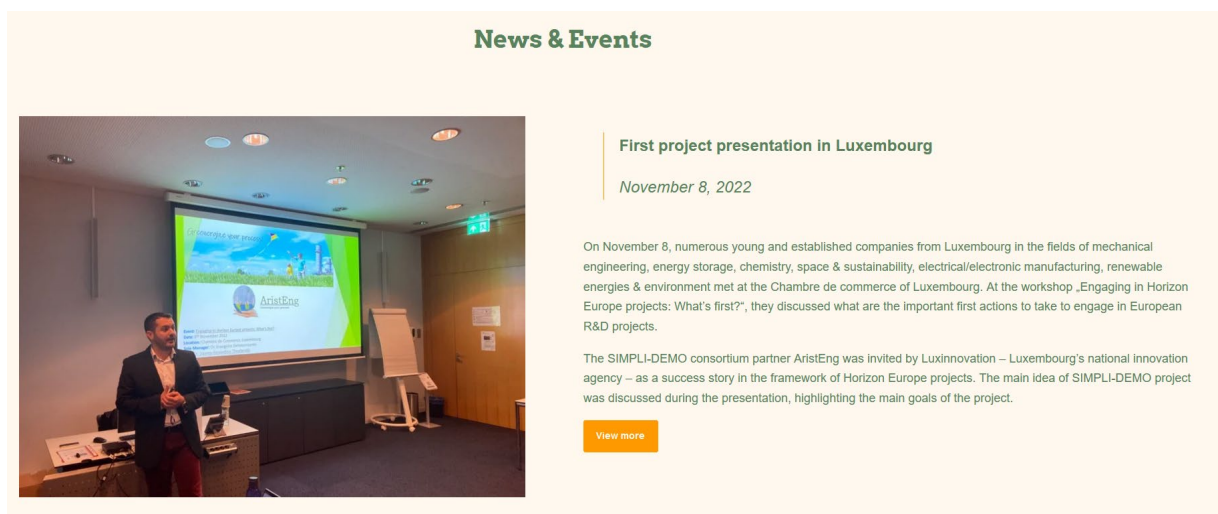 News & Events
First project presentation in Luxembourg
November 8, 2022
On November 8, numerous young and established companies from Luxembourg in the fields of mechanical
engineering, energy storage, chemistry, space & sustainability, electrical/electronic manufacturing, renewable
energies & environment met at the Chambre de commerce of Luxembourg. At the workshop „Engaging in Horizon
Europe projects: What’s first?“, they discussed what are the important first actions to take to engage in European
R&D projects.
The SIMPLI-DEMO consortium partner AristEng was invited by Luxinnovation – Luxembourg’s national innovation
agency – as a success story in the framework of Horizon Europe projects. The main idea of SIMPLI-DEMO project
was discussed during the presentation, highlighting the main goals of the project.
View more
AristEng